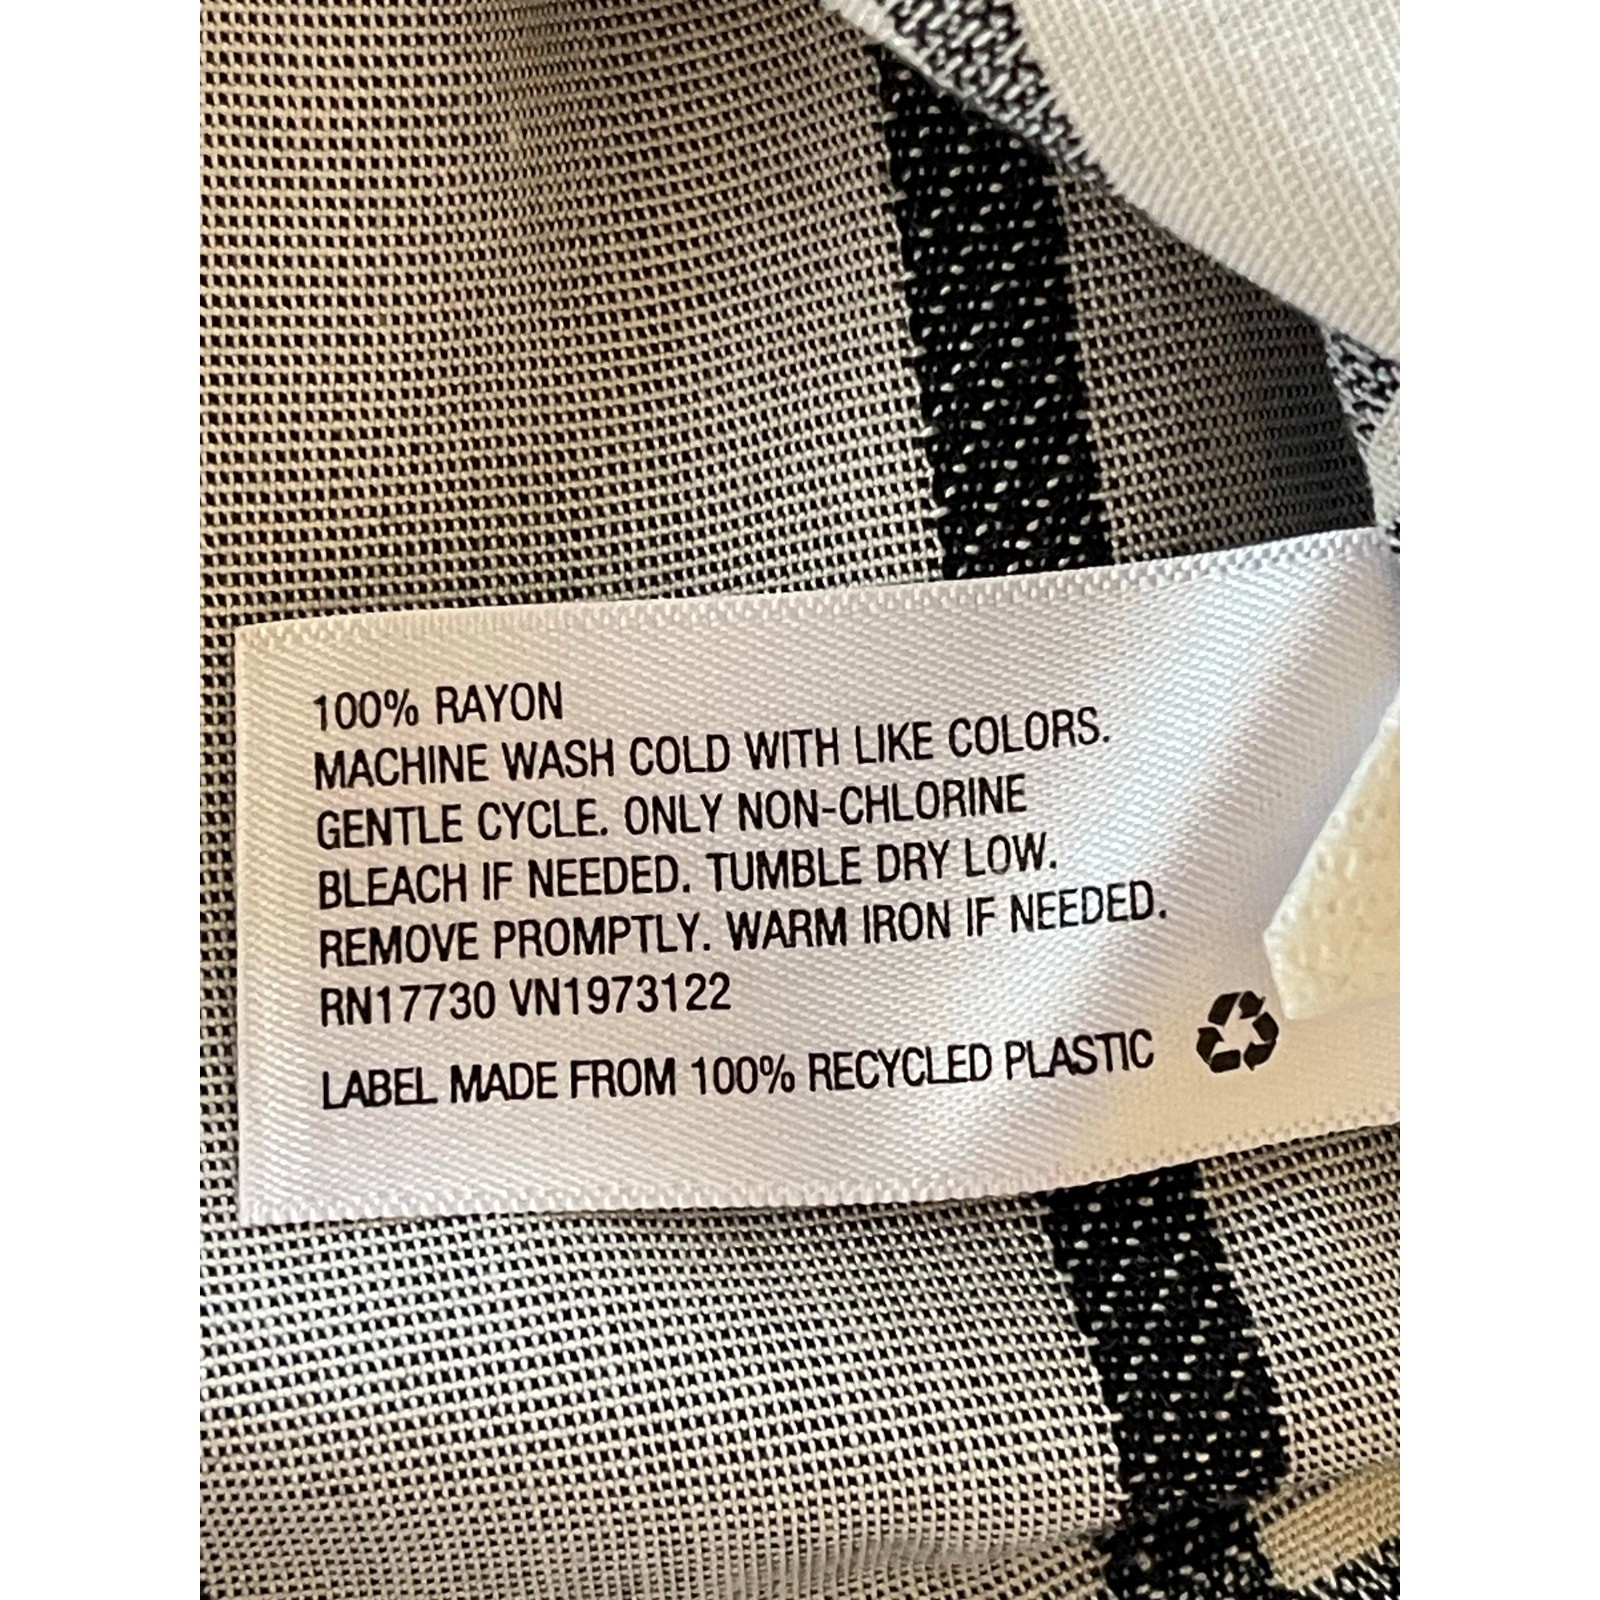 100% RAYON
MACHINE WASH COLD WITH LIKE COLORS.
GENTLE CYCLE. ONLY NON-CHLORINE
BLEACH IF NEEDED. TUMBLE DRY LOW.
REMOVE PROMPTLY. WARM IRON IF NEEDED.
RN17730 VN1973122
LABEL MADE FROM 100% RECYCLED PLASTIC